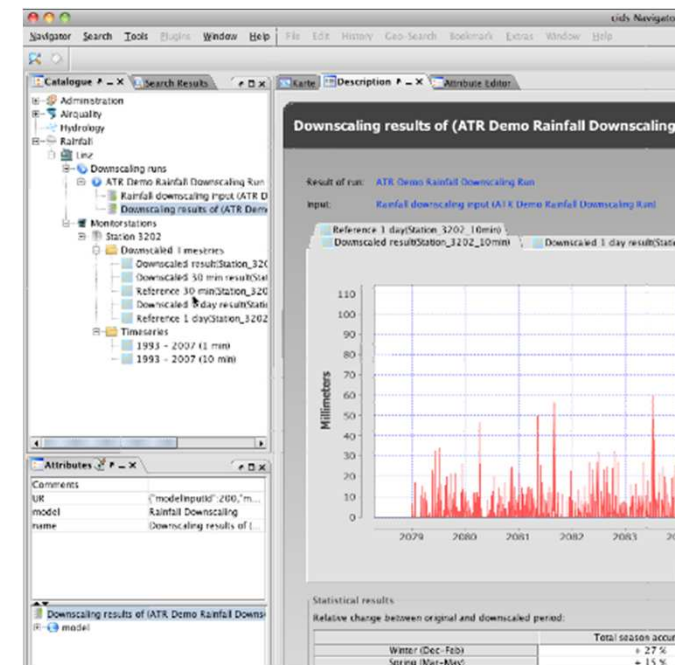 cids Navigator
Navigator Search Tools Plugins Window Help File Edit History Geo-Search Bookmark Extras Window Help
Catalogue Search Results
Karte Description Attribute Editor
Administration
Airquality
Hydrology
Rainfall
Linz
Downscaling runs
ATR Demo Rainfall Downscaling Run
Rainfall downscaling input (ATR D
Downscaling results of (ATR Demo
Monitorstations
Station 3202
Downscaled Timeseries
Downscaled result(Station_320
Downscaled 30 min result(Stat
Reference 30 min(Station_320
Downscaled day result(Statio
Reference 1 day(Station_3202
Timeseries
1993 - 2007 (1 min)
1993 - 2007 (10 min)
Downscaling results of (ATR Demo Rainfall Downscaling
Result of run: ATR Demo Rainfall Downscaling Run
Input: Rainfall downscaling input (ATR Demo Rainfall Downscaling Run)
Reference 1 day(Station_3202_10min)
Downscaled result(Station_3202_10min) Downscaled 1 day result(Stati
Millimeters
110
100
90
80
70
60
50
40
30
20
10
0
2079 2080 2081 2082 2083 20
Attributes
Comments
UR {"modelinputid":200,"m...
model Rainfall Downscaling
name Downscaling results of (...
Downscaling results of (ATR Demo Rainfall Downs
model
Statistical results
Relative change between original and downscaled period:
Total season accum
Winter (Dec-Feb) + 27 %
Spring (Mar-May) + 15 %